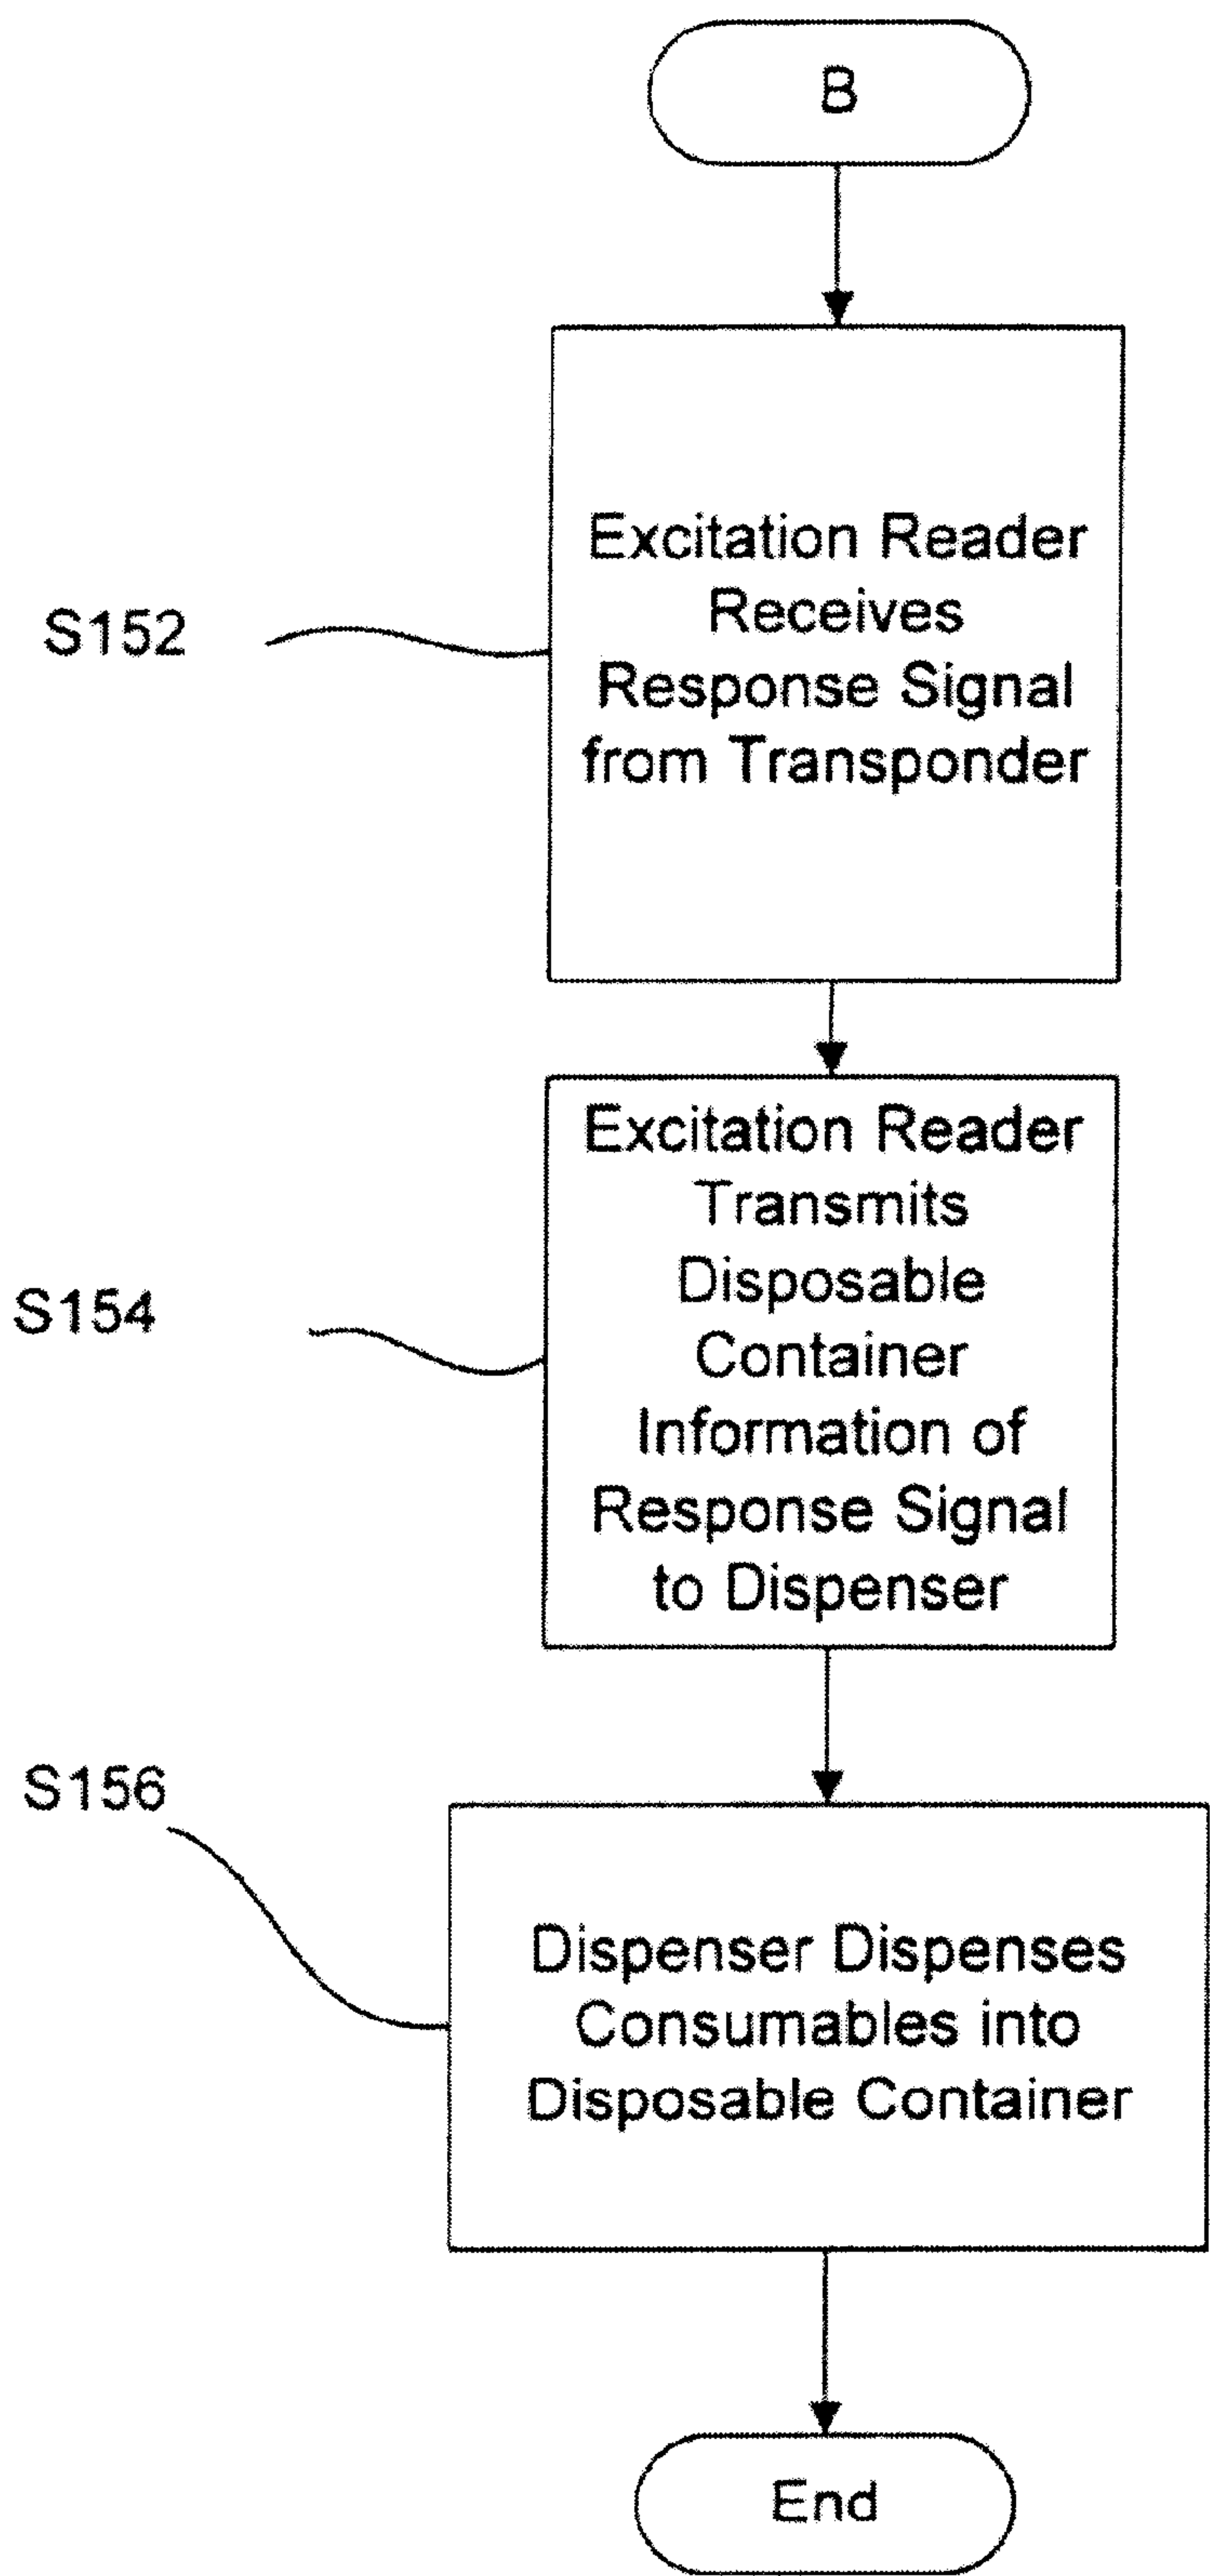 B
S152
Excitation Reader
Receives
Response Signal
from Transponder
S154
Excitation Reader
Transmits
Disposable
Container
Information of
Response Signal
to Dispenser
S156
Dispenser Dispenses
Consumables into
Disposable Container
End